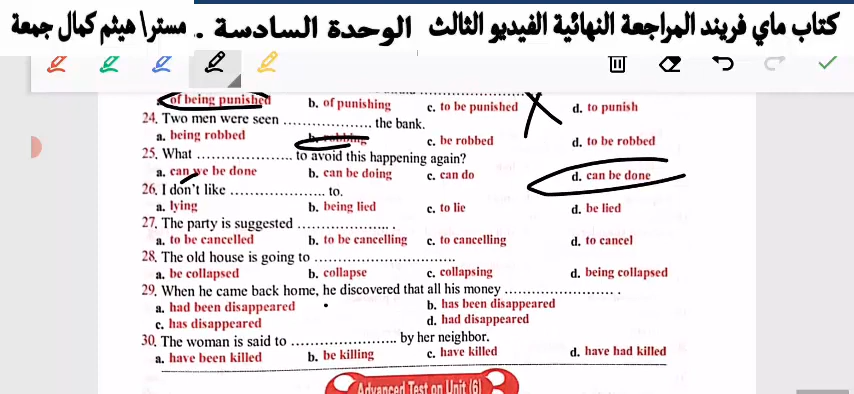 كتاب ماي فريند المراجعة النهائية الفيديو الثالث الوحدة السادسة . مستر\ هيثم كمال جمعة
a. of being punished b. of punishing c. to be punished d. to punish
24. Two men were seen .................... the bank.
a. being robbed b. robbing c. be robbed d. to be robbed
25. What .................... to avoid this happening again?
a. can we be done b. can be doing c. can do d. can be done
26. I don't like .................... to.
a. lying b. being lied c. to lie d. be lied
27. The party is suggested .................... .
a. to be cancelled b. to be cancelling c. to cancelling d. to cancel
28. The old house is going to ..............................
a. be collapsed b. collapse c. collapsing d. being collapsed
29. When he came back home, he discovered that all his money ......................... .
a. had been disappeared b. has been disappeared
c. has disappeared d. had disappeared
30. The woman is said to ....................... by her neighbor.
a. have been killed b. be killing c. have killed d. have had killed
Advanced Test on Unit (6)